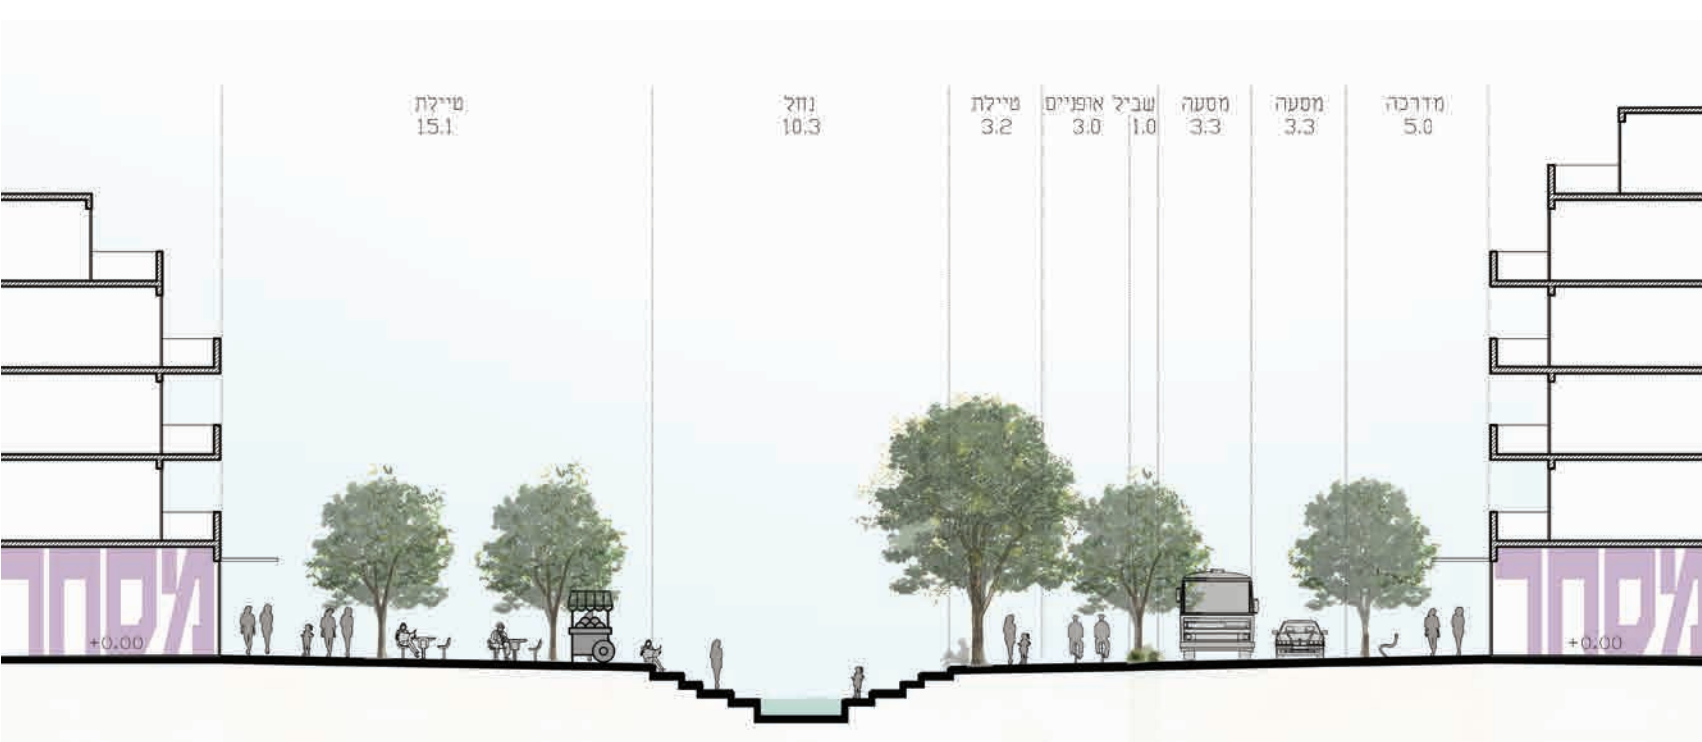 מדרכה
5.0
מסעה
3.3
מסעה
3.3
שביל אופניים
1.0
3.0
טיילת
3.2
נחל
10.3
טיילת
15.1
מסחר
+0.00
מסחר
+0.00